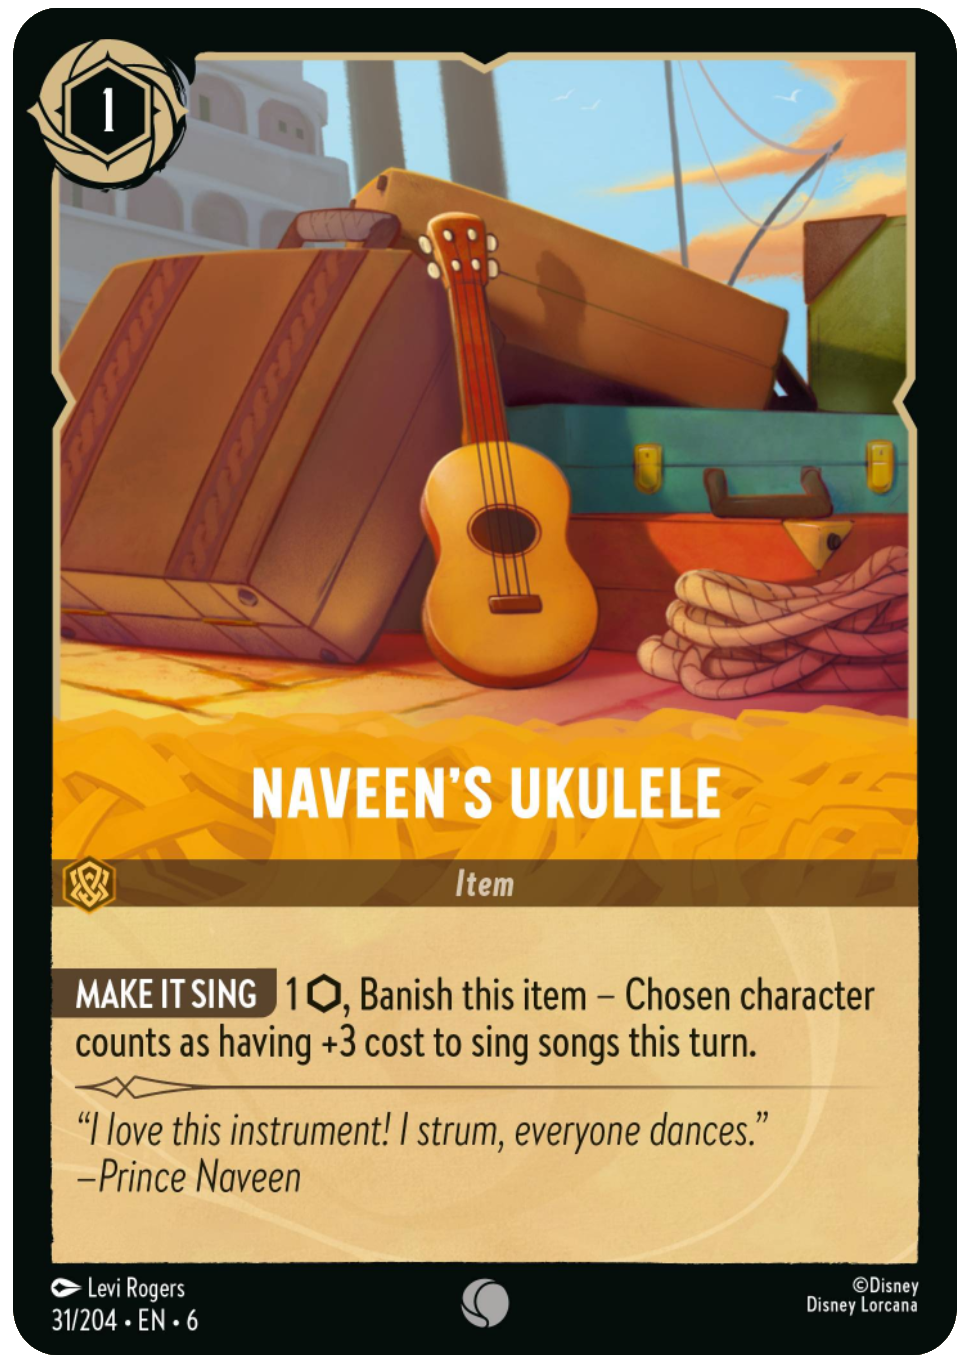 1
NAVEEN’S UKULELE
Item
MAKE IT SING 1 ⬡, Banish this item – Chosen character
counts as having +3 cost to sing songs this turn.
“I love this instrument! I strum, everyone dances.”
–Prince Naveen
Levi Rogers
31/204 • EN • 6
©Disney
Disney Lorcana